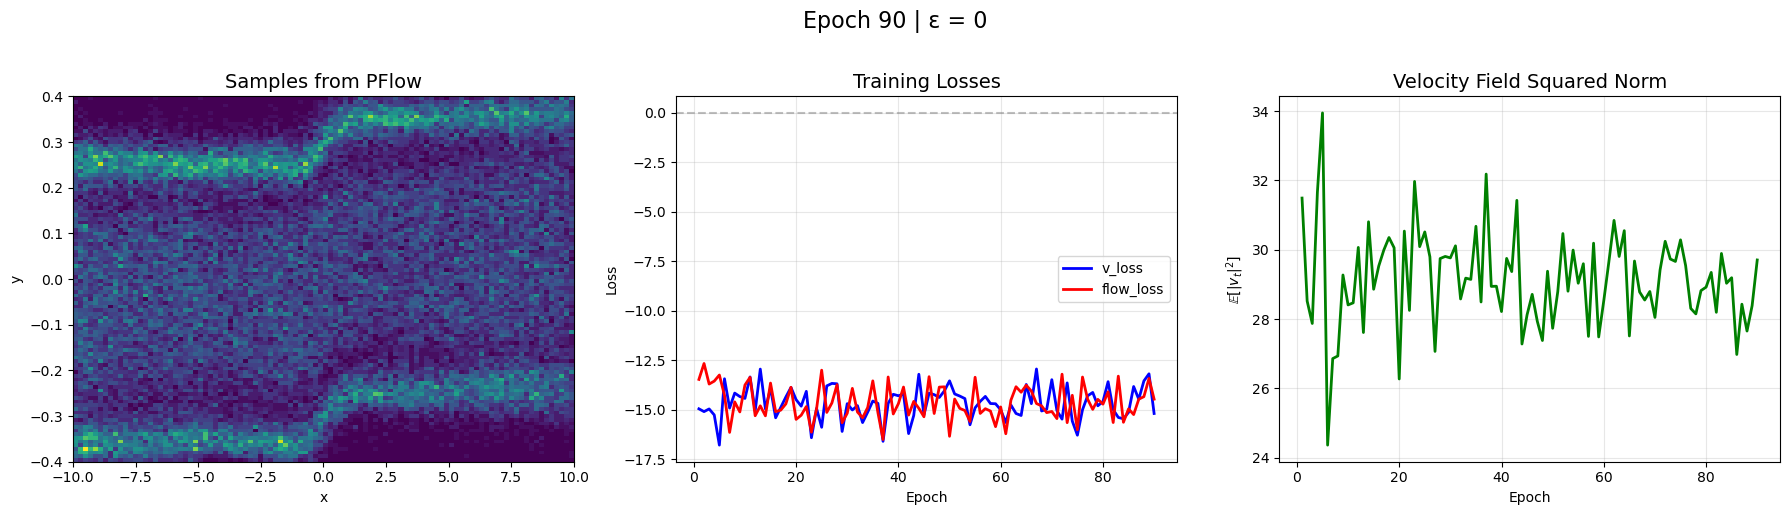 Epoch 90 | ε = 0
Samples from PFlow
0.4
0.3
0.2
0.1
0.0
−0.1
−0.2
−0.3
−0.4
y
−10.0 −7.5 −5.0 −2.5 0.0 2.5 5.0 7.5 10.0
x
Training Losses
0.0
−2.5
−5.0
−7.5
−10.0
−12.5
−15.0
−17.5
Loss
v_loss
flow_loss
0 20 40 60 80
Epoch
Velocity Field Squared Norm
34
32
30
28
26
24
𝔼[|v_t|²]
0 20 40 60 80
Epoch